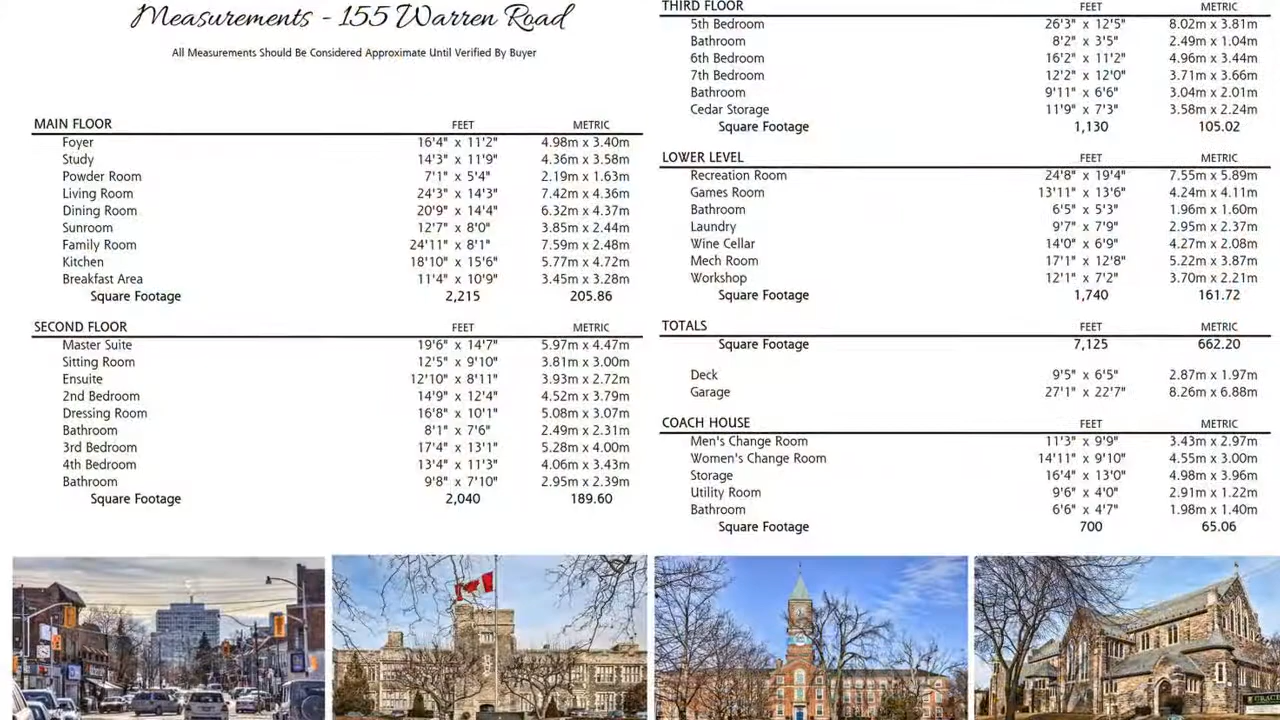 Measurements - 155 Warren Road
All Measurements Should Be Considered Approximate Until Verified By Buyer
MAIN FLOOR FEET METRIC
Foyer 16'4" x 11'2" 4.98m x 3.40m
Study 14'3" x 11'9" 4.36m x 3.58m
Powder Room 7'1" x 5'4" 2.19m x 1.63m
Living Room 24'3" x 14'3" 7.42m x 4.36m
Dining Room 20'9" x 14'4" 6.32m x 4.37m
Sunroom 12'7" x 8'0" 3.85m x 2.44m
Family Room 24'11" x 8'1" 7.59m x 2.48m
Kitchen 18'10" x 15'6" 5.77m x 4.72m
Breakfast Area 11'4" x 10'9" 3.45m x 3.28m
Square Footage 2,215 205.86
SECOND FLOOR FEET METRIC
Master Suite 19'6" x 14'7" 5.97m x 4.47m
Sitting Room 12'5" x 9'10" 3.81m x 3.00m
Ensuite 12'10" x 8'11" 3.93m x 2.72m
2nd Bedroom 14'9" x 12'4" 4.52m x 3.79m
Dressing Room 16'8" x 10'1" 5.08m x 3.07m
Bathroom 8'1" x 7'6" 2.49m x 2.31m
3rd Bedroom 17'4" x 13'1" 5.28m x 4.00m
4th Bedroom 13'4" x 11'3" 4.06m x 3.43m
Bathroom 9'8" x 7'10" 2.95m x 2.39m
Square Footage 2,040 189.60
THIRD FLOOR FEET METRIC
5th Bedroom 26'3" x 12'5" 8.02m x 3.81m
Bathroom 8'2" x 3'5" 2.49m x 1.04m
6th Bedroom 16'2" x 11'2" 4.96m x 3.44m
7th Bedroom 12'2" x 12'0" 3.71m x 3.66m
Bathroom 9'11" x 6'6" 3.04m x 2.01m
Cedar Storage 11'9" x 7'3" 3.58m x 2.24m
Square Footage 1,130 105.02
LOWER LEVEL FEET METRIC
Recreation Room 24'8" x 19'4" 7.55m x 5.89m
Games Room 13'11" x 13'6" 4.24m x 4.11m
Bathroom 6'5" x 5'3" 1.96m x 1.60m
Laundry 9'7" x 7'9" 2.95m x 2.37m
Wine Cellar 14'0" x 6'9" 4.27m x 2.08m
Mech Room 17'1" x 12'8" 5.22m x 3.87m
Workshop 12'1" x 7'2" 3.70m x 2.21m
Square Footage 1,740 161.72
TOTALS FEET METRIC
Square Footage 7,125 662.20
Deck 9'5" x 6'5" 2.87m x 1.97m
Garage 27'1" x 22'7" 8.26m x 6.88m
COACH HOUSE FEET METRIC
Men's Change Room 11'3" x 9'9" 3.43m x 2.97m
Women's Change Room 14'11" x 9'10" 4.55m x 3.00m
Storage 16'4" x 13'0" 4.98m x 3.96m
Utility Room 9'6" x 4'0" 2.91m x 1.22m
Bathroom 6'6" x 4'7" 1.98m x 1.40m
Square Footage 700 65.06